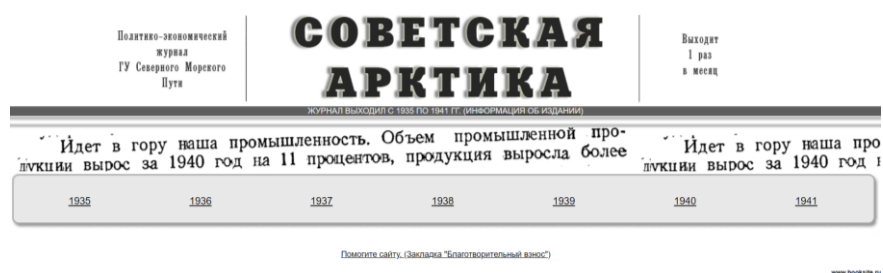 Политико-экономический
журнал
ГУ Северного Морского
Пути
СОВЕТСКАЯ
АРКТИКА
Выходит
1 раз
в месяц
ЖУРНАЛ ВЫХОДИЛ С 1935 ПО 1941 ГГ. (ИНФОРМАЦИЯ ОБ ИЗДАНИИ)
Идет в гору наша промышленность. Объем промышленной про-
дукции вырос за 1940 год на 11 процентов, продукция выросла более
Идет в гору наша про
дукции вырос за 1940 год н
1935 1936 1937 1938 1939 1940 1941
Помогите сайту. (Закладка "Благотворительный взнос")
www.booksite.ru